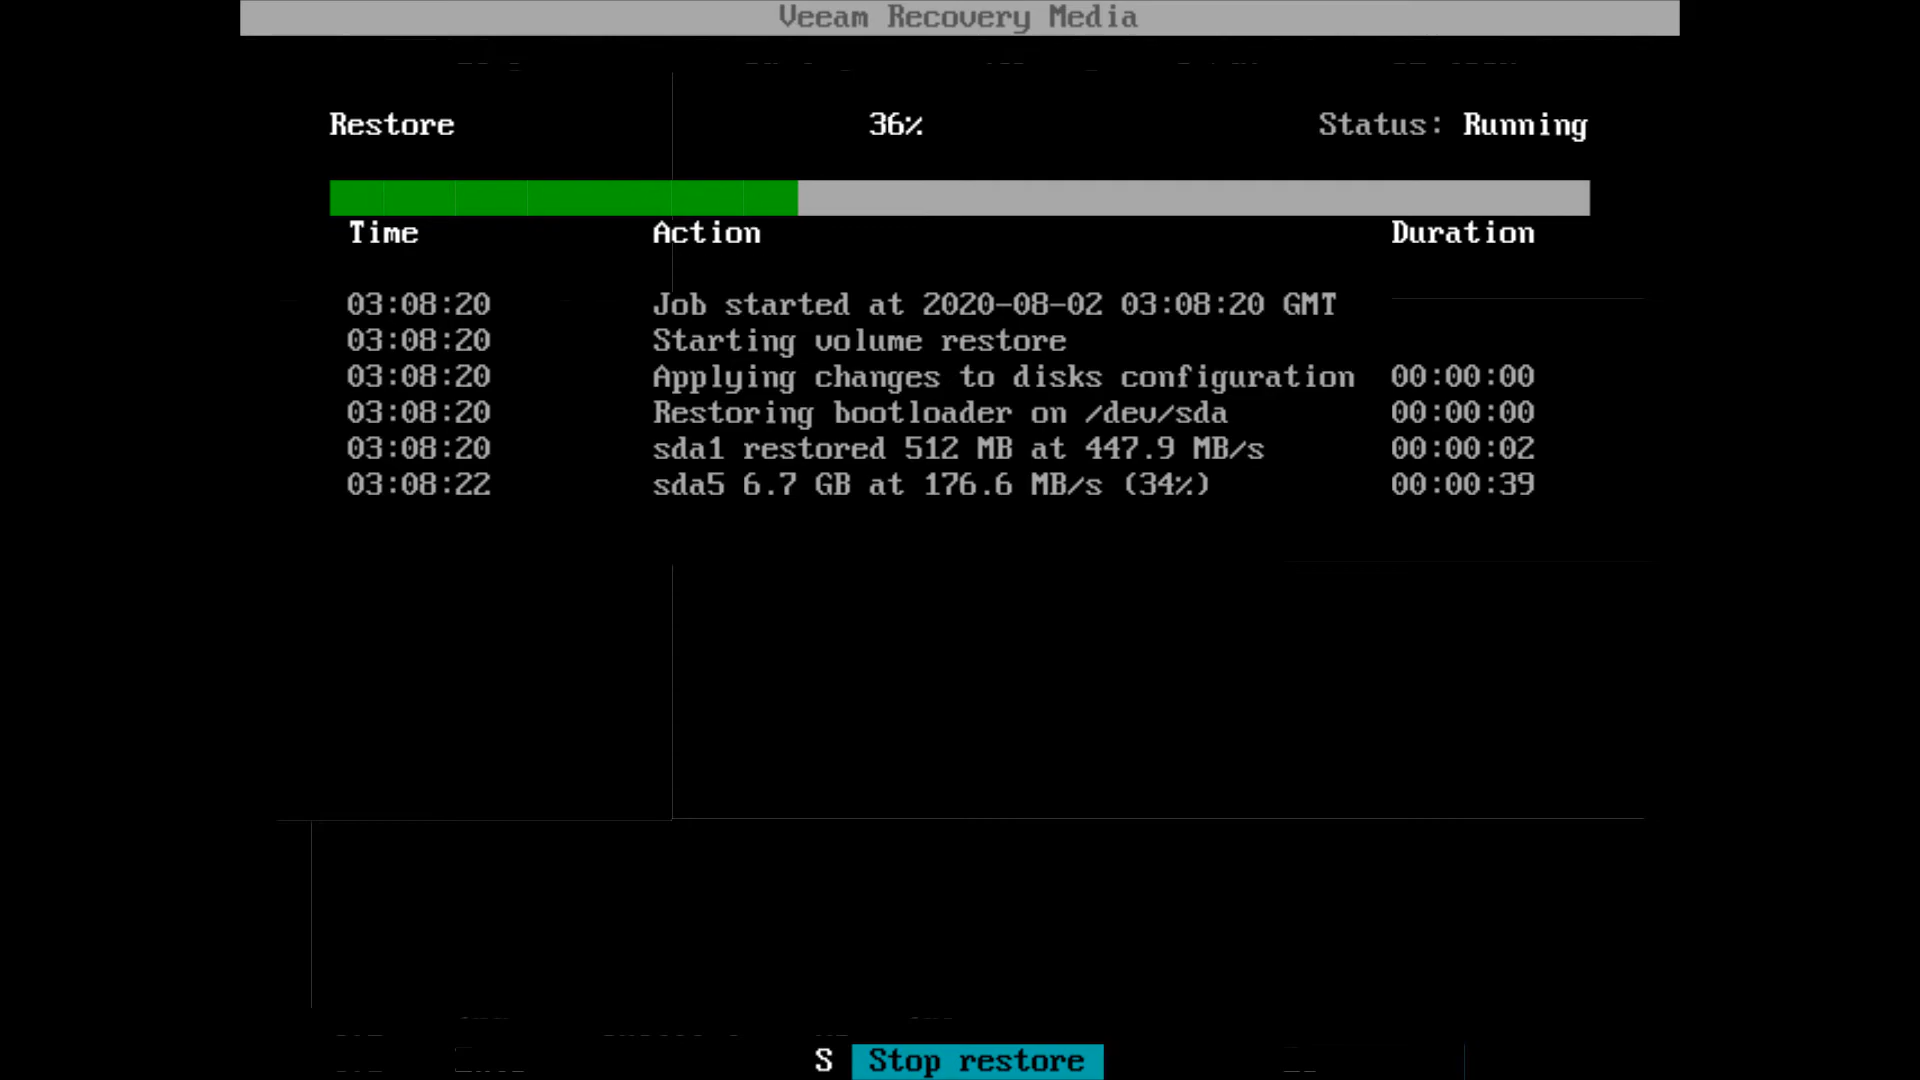 Veeam Recovery Media
Restore 36% Status: Running
Time Action Duration
03:08:20 Job started at 2020-08-02 03:08:20 GMT
03:08:20 Starting volume restore
03:08:20 Applying changes to disks configuration 00:00:00
03:08:20 Restoring bootloader on /dev/sda 00:00:00
03:08:20 sda1 restored 512 MB at 447.9 MB/s 00:00:02
03:08:22 sda5 6.7 GB at 176.6 MB/s (34%) 00:00:39
S Stop restore